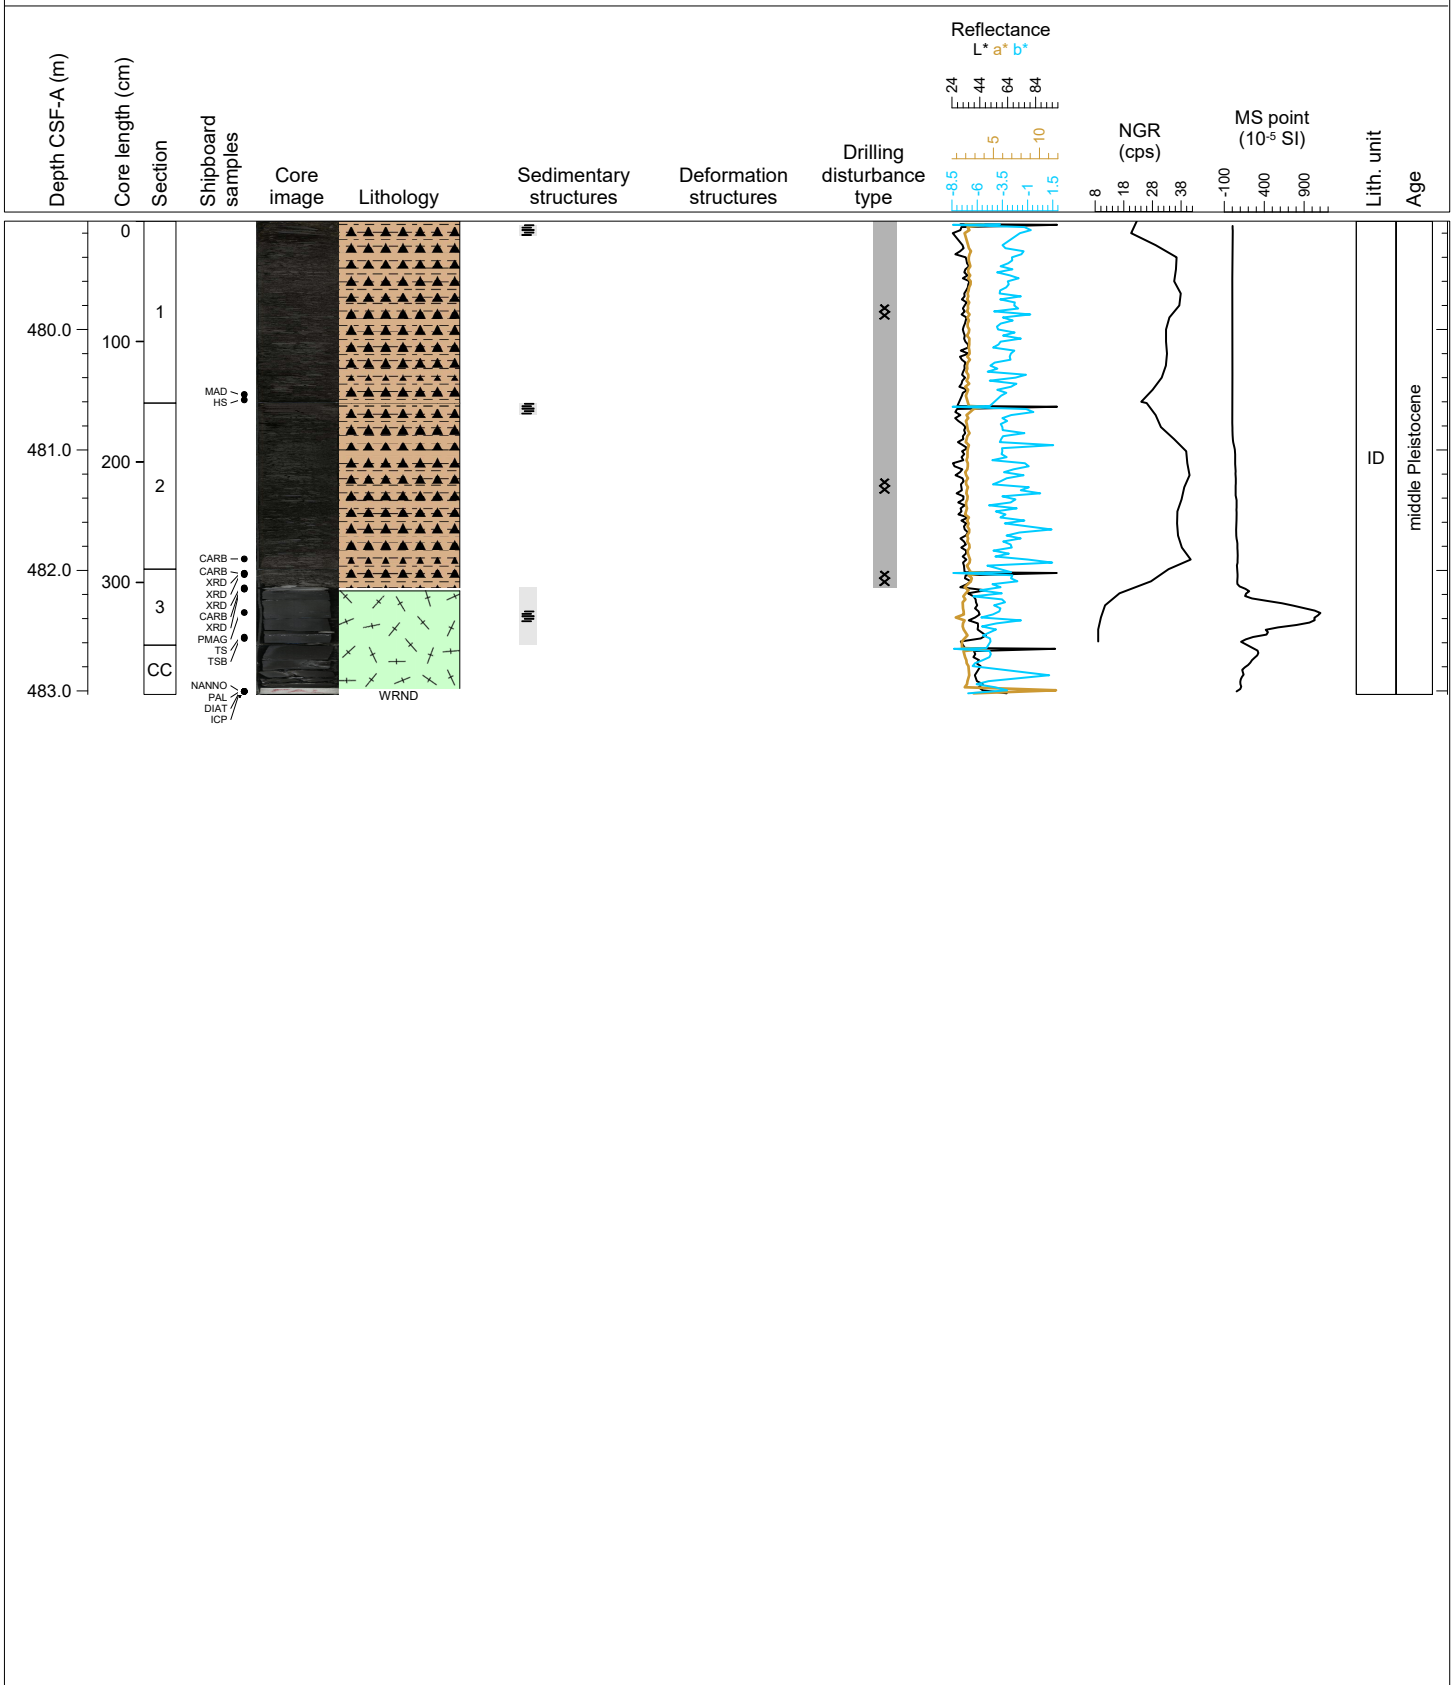 Depth CSF-A (m)
Core length (cm)
Section
Shipboard
samples
Core
image
Lithology
Sedimentary
structures
Deformation
structures
Drilling
disturbance
type
Reflectance
L* a* b*
24 44 64 84
5 10
-8.5 -6 -3.5 -1 1.5
NGR
(cps)
8 18 28 38
MS point
(10⁻⁵ SI)
-100 400 900
Lith. unit
Age
0
1
480.0
100
MAD
HS
481.0
200
2
ID
middle Pleistocene
CARB
482.0
CARB
300
XRD
XRD
3
XRD
CARB
XRD
PMAG
TS
TSB
CC
NANNO
483.0
WRND
PAL
DIAT
ICP